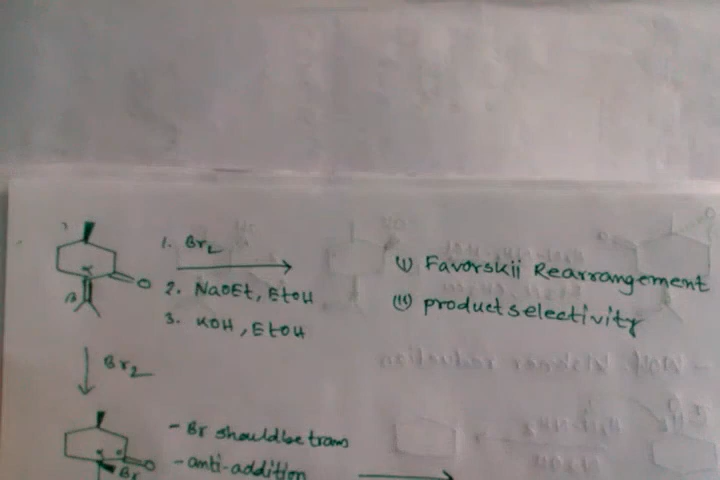 1. Br2
2. NaOEt, EtOH
3. KOH, EtOH
(i) Favorskii Rearrangement
(ii) product selectivity
α
O
β
Br2
- Br should be trans
- anti-addition
α
O
Br